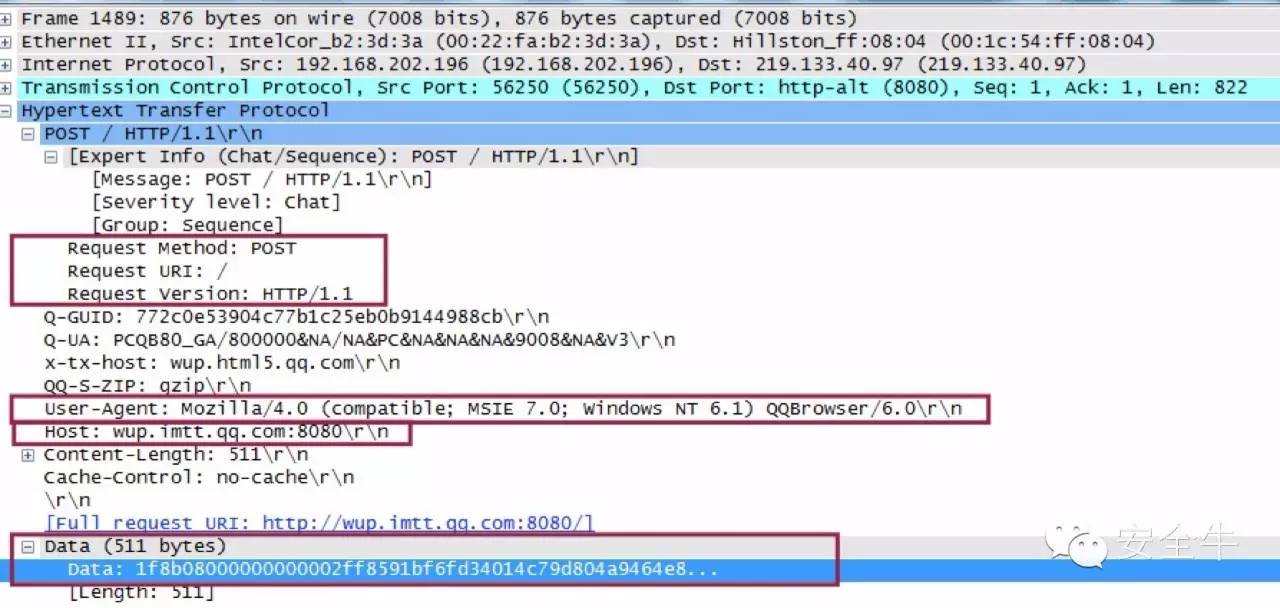 Frame 1489: 876 bytes on wire (7008 bits), 876 bytes captured (7008 bits)
Ethernet II, Src: IntelCor_b2:3d:3a (00:22:fa:b2:3d:3a), Dst: Hillston_ff:08:04 (00:1c:54:ff:08:04)
Internet Protocol, Src: 192.168.202.196 (192.168.202.196), Dst: 219.133.40.97 (219.133.40.97)
Transmission Control Protocol, Src Port: 56250 (56250), Dst Port: http-alt (8080), Seq: 1, Ack: 1, Len: 822
Hypertext Transfer Protocol
POST / HTTP/1.1\r\n
[Expert Info (Chat/Sequence): POST / HTTP/1.1\r\n]
[Message: POST / HTTP/1.1\r\n]
[Severity level: Chat]
[Group: Sequence]
Request Method: POST
Request URI: /
Request Version: HTTP/1.1
Q-GUID: 772c0e53904c77b1c25eb0b9144988cb\r\n
Q-UA: PCQB80_GA/800000&NA/NA&PC&NA&NA&NA&9008&NA&V3\r\n
x-tx-host: wup.html5.qq.com\r\n
QQ-S-ZIP: gzip\r\n
User-Agent: Mozilla/4.0 (compatible; MSIE 7.0; Windows NT 6.1) QQBrowser/6.0\r\n
Host: wup.imtt.qq.com:8080\r\n
Content-Length: 511\r\n
Cache-Control: no-cache\r\n
\r\n
[Full request URI: http://wup.imtt.qq.com:8080/]
Data (511 bytes)
Data: 1f8b08000000000002ff8591bf6fd34014c79d804a9464e8...
[Length: 511]
安全牛